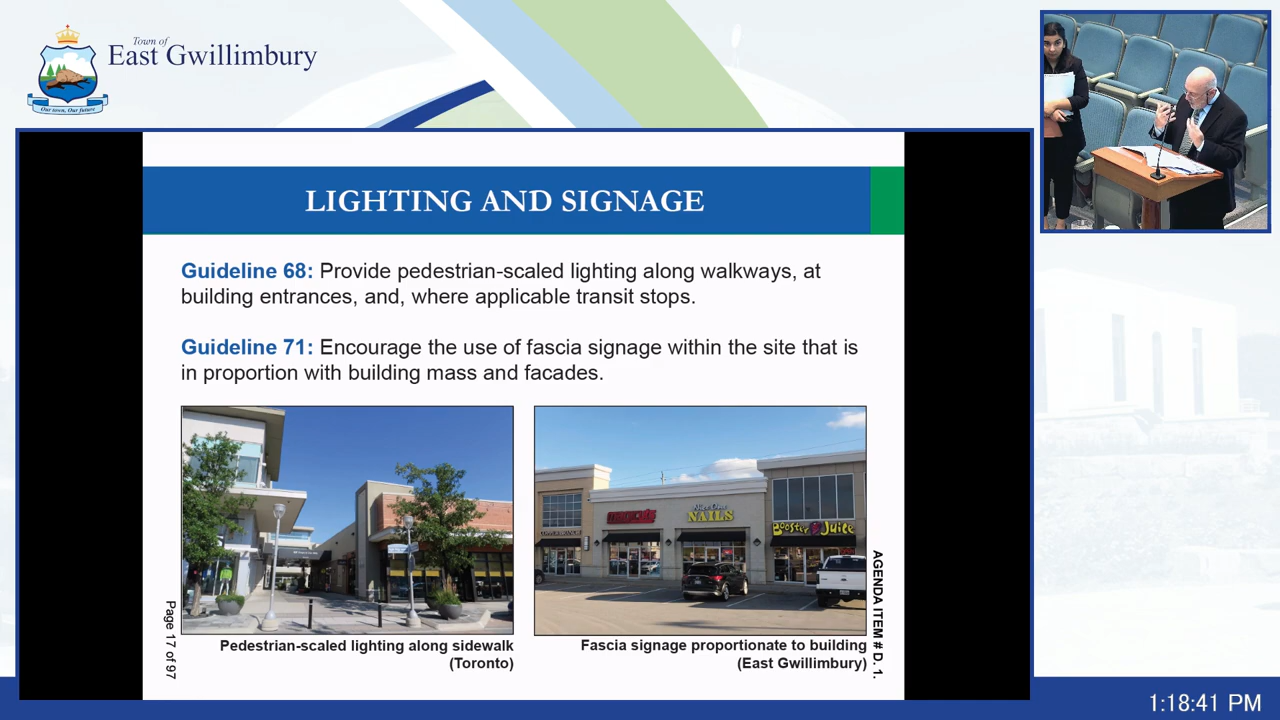 Town of
East Gwillimbury
Our town, Our future
LIGHTING AND SIGNAGE
Guideline 68: Provide pedestrian-scaled lighting along walkways, at
building entrances, and, where applicable transit stops.
Guideline 71: Encourage the use of fascia signage within the site that is
in proportion with building mass and facades.
NAILS
Booster Juice
Pedestrian-scaled lighting along sidewalk
(Toronto)
Fascia signage proportionate to building
(East Gwillimbury)
Page 17 of 97
AGENDA ITEM # D. 1.
1:18:41 PM